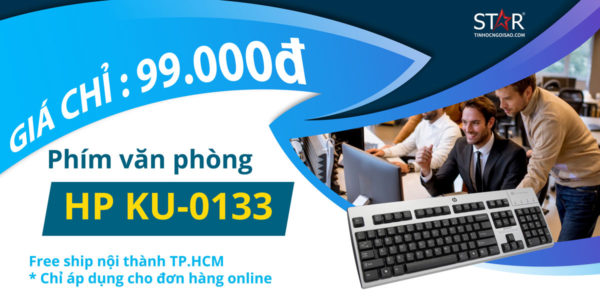 STAR
TINHOCNGOISAO.COM
GIÁ CHỈ : 99.000đ
Phím văn phòng
HP KU-0133
Free ship nội thành TP.HCM
* Chỉ áp dụng cho đơn hàng online